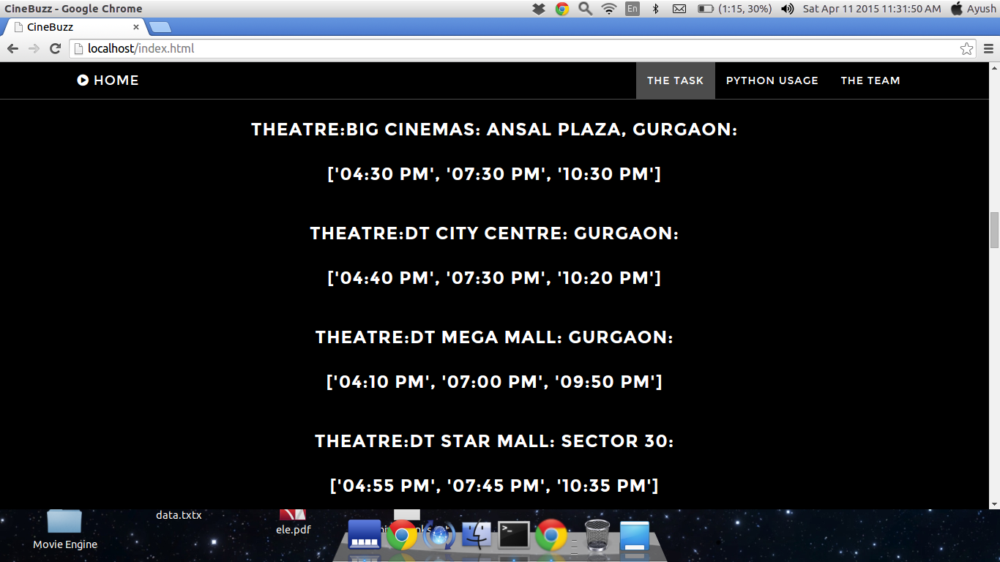 CineBuzz - Google Chrome
En
(1:15, 30%)
Sat Apr 11 2015 11:31:50 AM
Ayush
CineBuzz
localhost/index.html
HOME
THE TASK
PYTHON USAGE
THE TEAM
THEATRE:BIG CINEMAS: ANSAL PLAZA, GURGAON:
['04:30 PM', '07:30 PM', '10:30 PM']
THEATRE:DT CITY CENTRE: GURGAON:
['04:40 PM', '07:30 PM', '10:20 PM']
THEATRE:DT MEGA MALL: GURGAON:
['04:10 PM', '07:00 PM', '09:50 PM']
THEATRE:DT STAR MALL: SECTOR 30:
['04:55 PM', '07:45 PM', '10:35 PM']
data.txtx
ele.pdf
Movie Engine